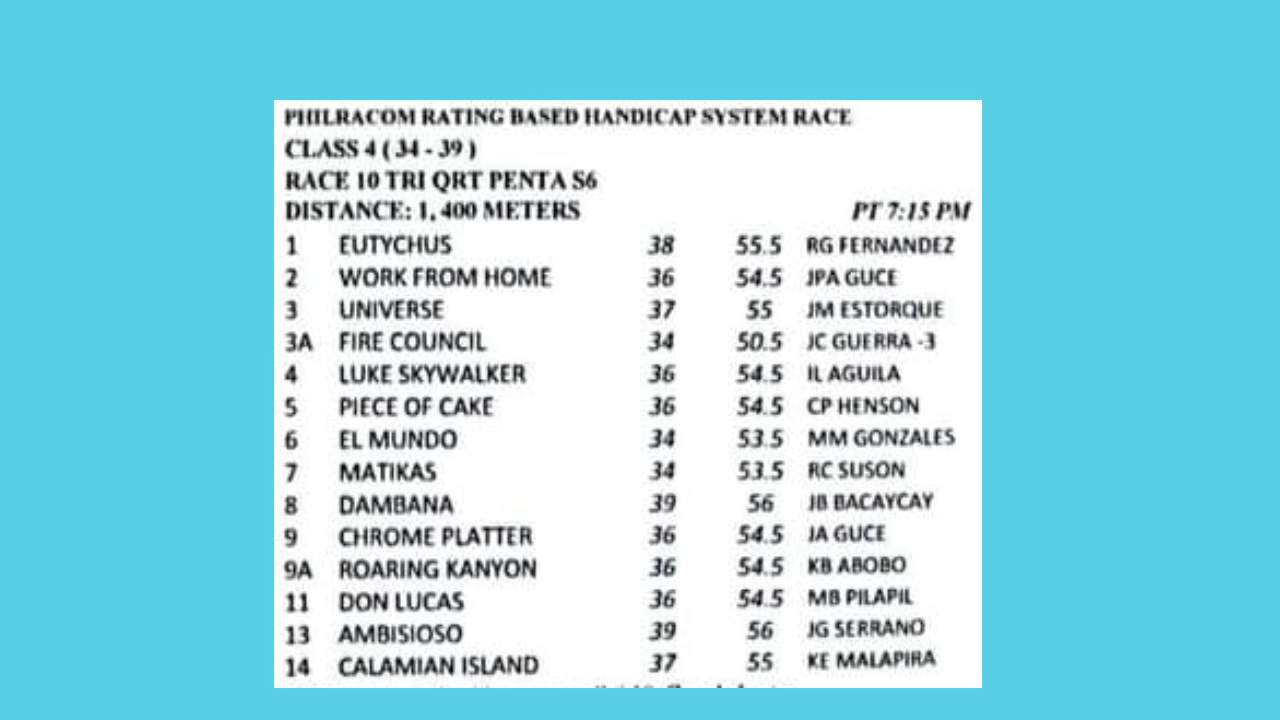 PHILRACOM RATING BASED HANDICAP SYSTEM RACE
CLASS 4 ( 34 - 39 )
RACE 10 TRI QRT PENTA S6
DISTANCE: 1, 400 METERS PT 7:15 PM
1 EUTYCHUS 38 55.5 RG FERNANDEZ
2 WORK FROM HOME 36 54.5 JPA GUCE
3 UNIVERSE 37 55 JM ESTORQUE
3A FIRE COUNCIL 34 50.5 JC GUERRA -3
4 LUKE SKYWALKER 36 54.5 IL AGUILA
5 PIECE OF CAKE 36 54.5 CP HENSON
6 EL MUNDO 34 53.5 MM GONZALES
7 MATIKAS 34 53.5 RC SUSON
8 DAMBANA 39 56 JB BACAYCAY
9 CHROME PLATTER 36 54.5 JA GUCE
9A ROARING KANYON 36 54.5 KB ABOBO
11 DON LUCAS 36 54.5 MB PILAPIL
13 AMBISIOSO 39 56 JG SERRANO
14 CALAMIAN ISLAND 37 55 KE MALAPIRA